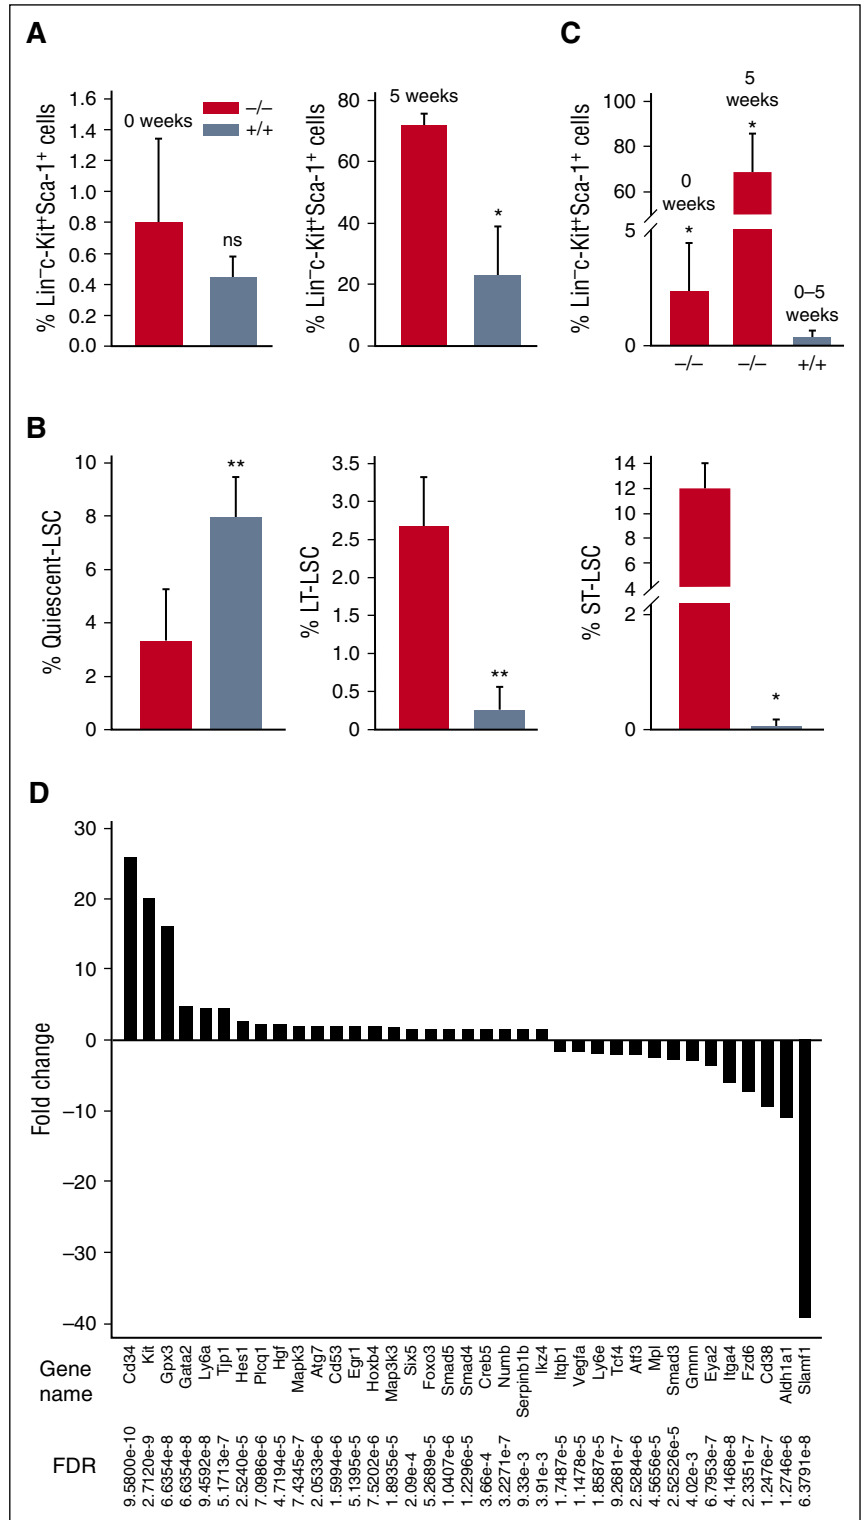 A
% Lin⁻c-Kit⁺Sca-1⁺ cells
1.6
1.4
1.2
1.0
0.8
0.6
0.4
0.2
0.0
0 weeks
–/–
+/+
ns
% Lin⁻c-Kit⁺Sca-1⁺ cells
80
60
40
20
0
5 weeks
*
C
% Lin⁻c-Kit⁺Sca-1⁺ cells
100
80
60
5
0
0
weeks
*
5
weeks
*
0–5
weeks
–/–
–/–
+/+
B
% Quiescent-LSC
10
8
6
4
2
0
**
% LT-LSC
3.5
3.0
2.5
2.0
1.5
1.0
0.5
0
**
% ST-LSC
14
12
10
8
6
4
2
0
*
D
Fold change
30
20
10
0
–10
–20
–30
–40
Gene
name
Cd34
Kit
Gpx3
Gata2
Ly6a
Tjp1
Hes1
Plcq1
Hgf
Mapk3
Atg7
Cd53
Egr1
Hoxb4
Map3k3
Six5
Foxo3
Smad5
Smad4
Creb5
Numb
Serpinb1b
Ikz4
Itqb1
Vegfa
Ly6e
Tcf4
Atf3
Mpl
Smad3
Gmnn
Eya2
Itga4
Fzd6
Cd38
Aldh1a1
Slamf1
FDR
9.5800e-10
2.7120e-9
6.6354e-8
6.6354e-8
9.4592e-8
5.1713e-7
2.5240e-5
7.0986e-6
4.7194e-5
7.4345e-7
2.0533e-6
1.5994e-6
5.1395e-5
7.5202e-6
1.8935e-5
2.09e-4
5.2689e-5
1.0407e-6
1.2296e-5
3.66e-4
3.2271e-7
9.33e-3
3.91e-3
1.7487e-5
1.1478e-5
1.8587e-5
9.2681e-7
2.5284e-6
4.5656e-5
2.52526e-5
4.02e-3
6.7953e-7
4.1468e-8
2.3351e-7
1.2476e-7
1.2746e-6
6.3791e-8